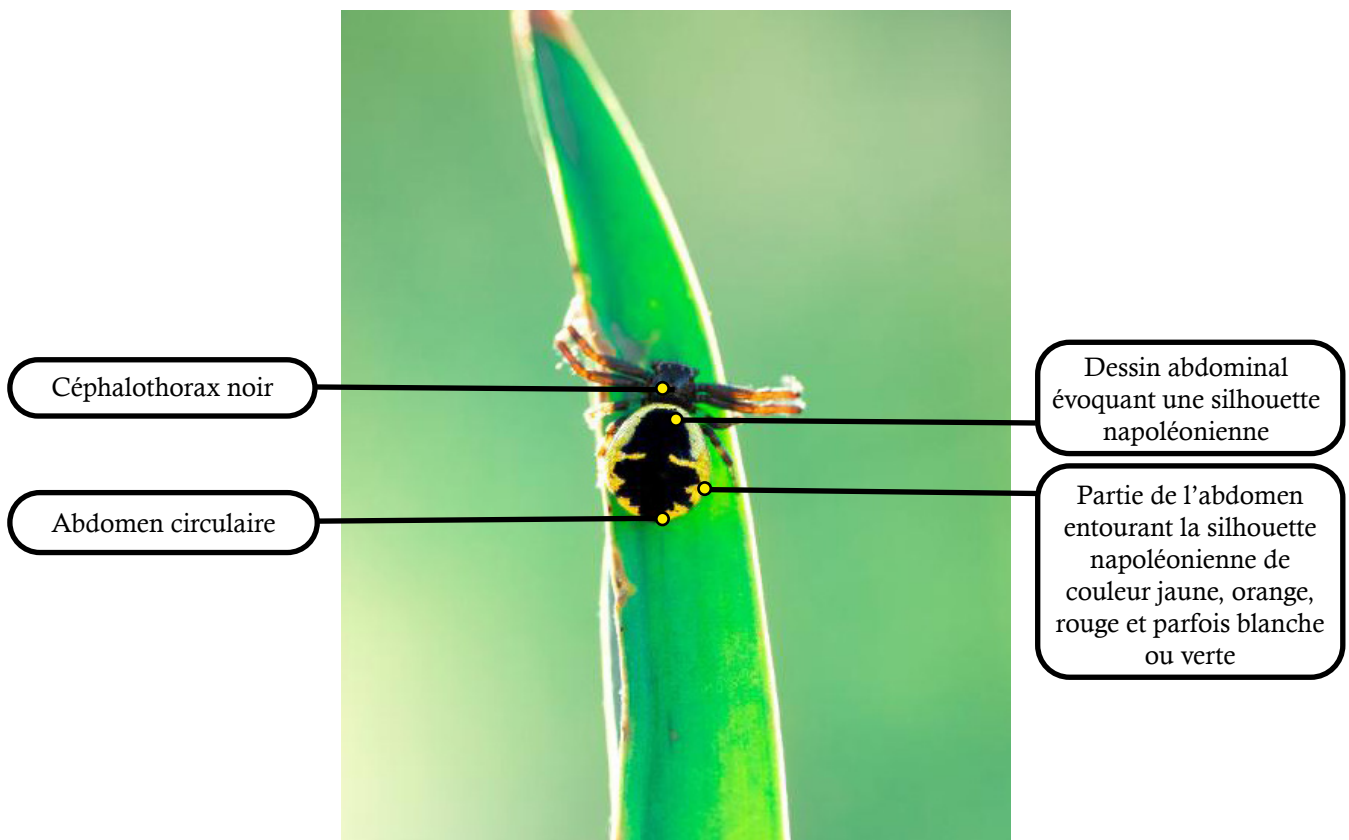 Céphalothorax noir
Abdomen circulaire
Dessin abdominal
évoquant une silhouette
napoléonienne
Partie de l’abdomen
entourant la silhouette
napoléonienne de
couleur jaune, orange,
rouge et parfois blanche
ou verte